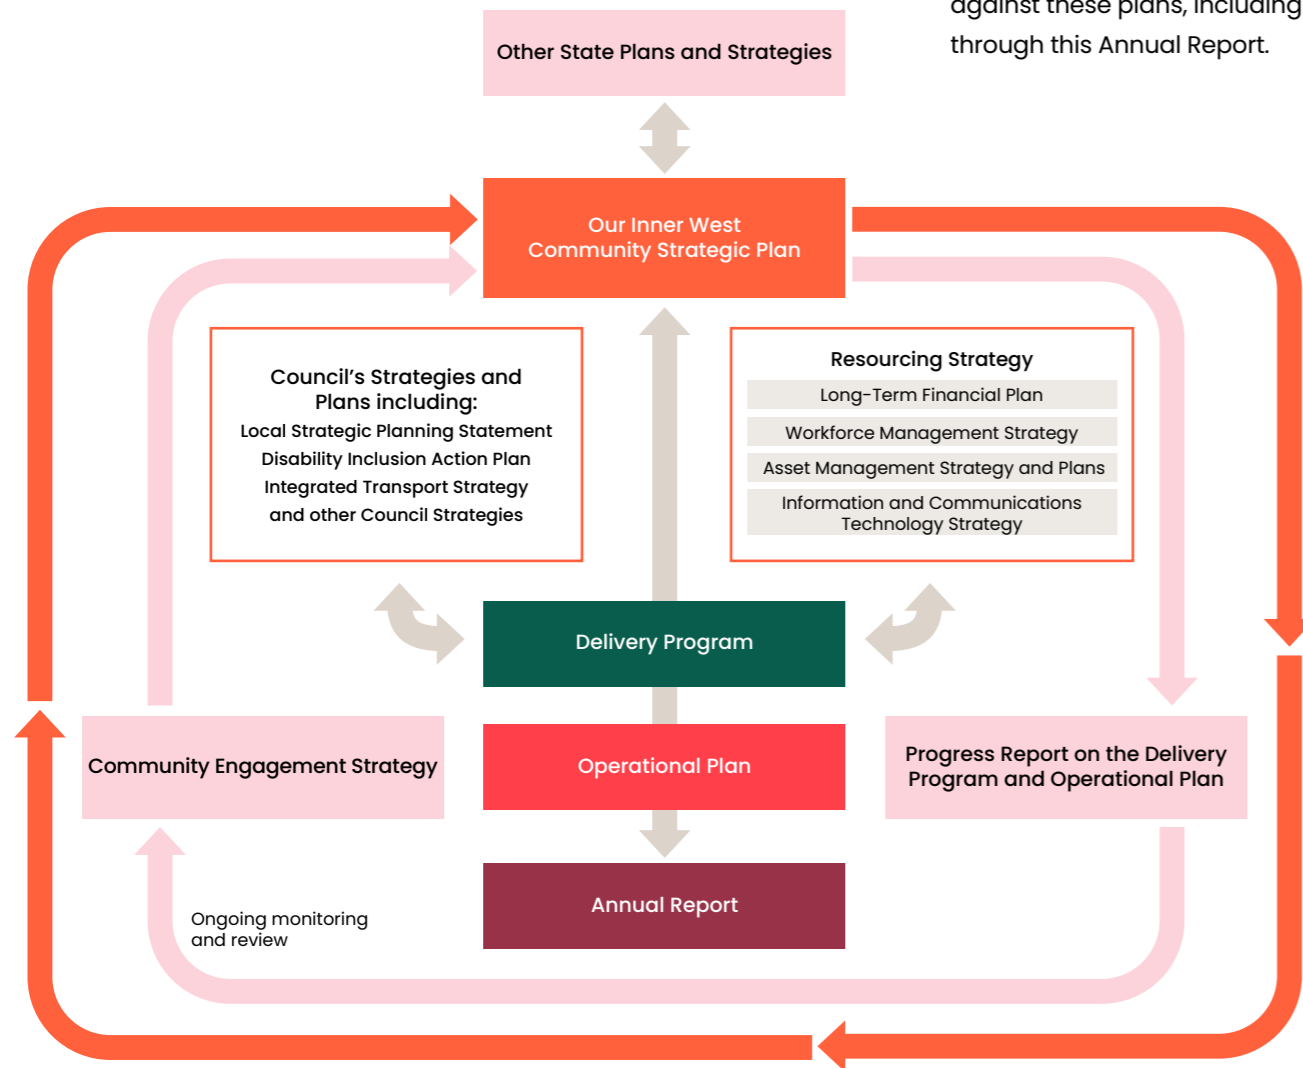 against these plans, including
through this Annual Report.
Other State Plans and Strategies
Our Inner West
Community Strategic Plan
Council’s Strategies and
Plans including:
Local Strategic Planning Statement
Disability Inclusion Action Plan
Integrated Transport Strategy
and other Council Strategies
Resourcing Strategy
Long-Term Financial Plan
Workforce Management Strategy
Asset Management Strategy and Plans
Information and Communications
Technology Strategy
Delivery Program
Community Engagement Strategy
Operational Plan
Progress Report on the Delivery
Program and Operational Plan
Annual Report
Ongoing monitoring
and review